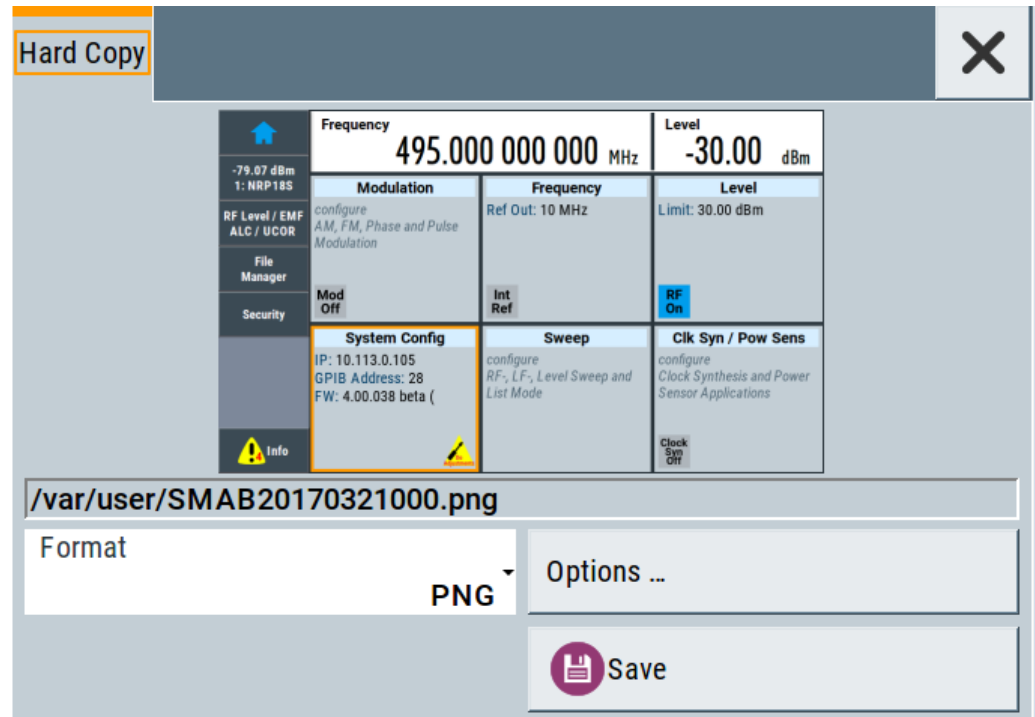 Hard Copy
Frequency
495.000 000 000 MHz
Level
-30.00 dBm
-79.07 dBm
1: NRP18S
RF Level / EMF
ALC / UCOR
File
Manager
Security
4 Info
Modulation
configure
AM, FM, Phase and Pulse
Modulation
Mod
Off
Frequency
Ref Out: 10 MHz
Int
Ref
Level
Limit: 30.00 dBm
RF
On
System Config
IP: 10.113.0.105
GPIB Address: 28
FW: 4.00.038 beta (
Adjustment
Sweep
configure
RF-, LF-, Level Sweep and
List Mode
Clk Syn / Pow Sens
configure
Clock Synthesis and Power
Sensor Applications
Clock
Syn
Off
/var/user/SMAB20170321000.png
Format
PNG
Options ...
Save